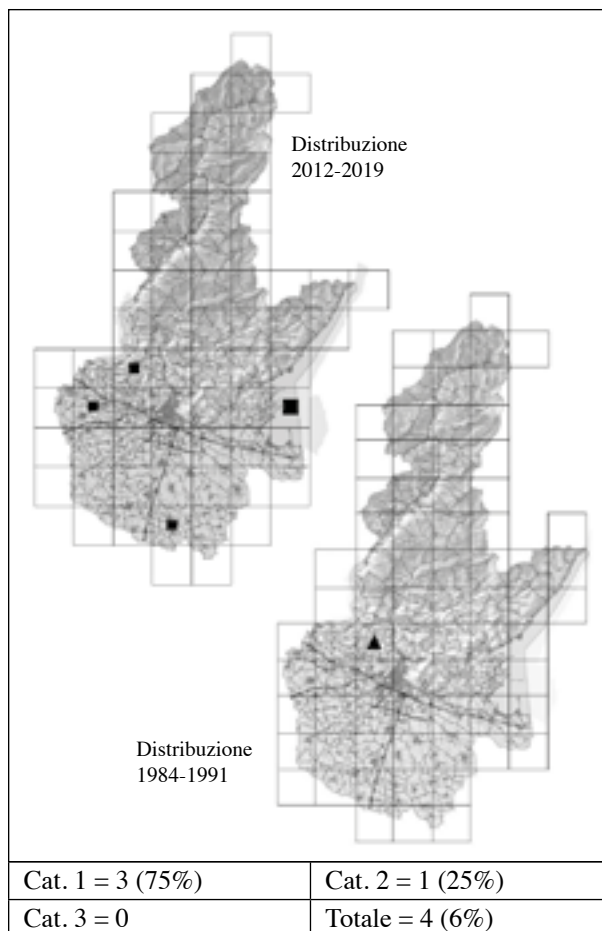 Distribuzione
2012-2019
Distribuzione
1984-1991
Cat. 1 = 3 (75%)
Cat. 2 = 1 (25%)
Cat. 3 = 0
Totale = 4 (6%)